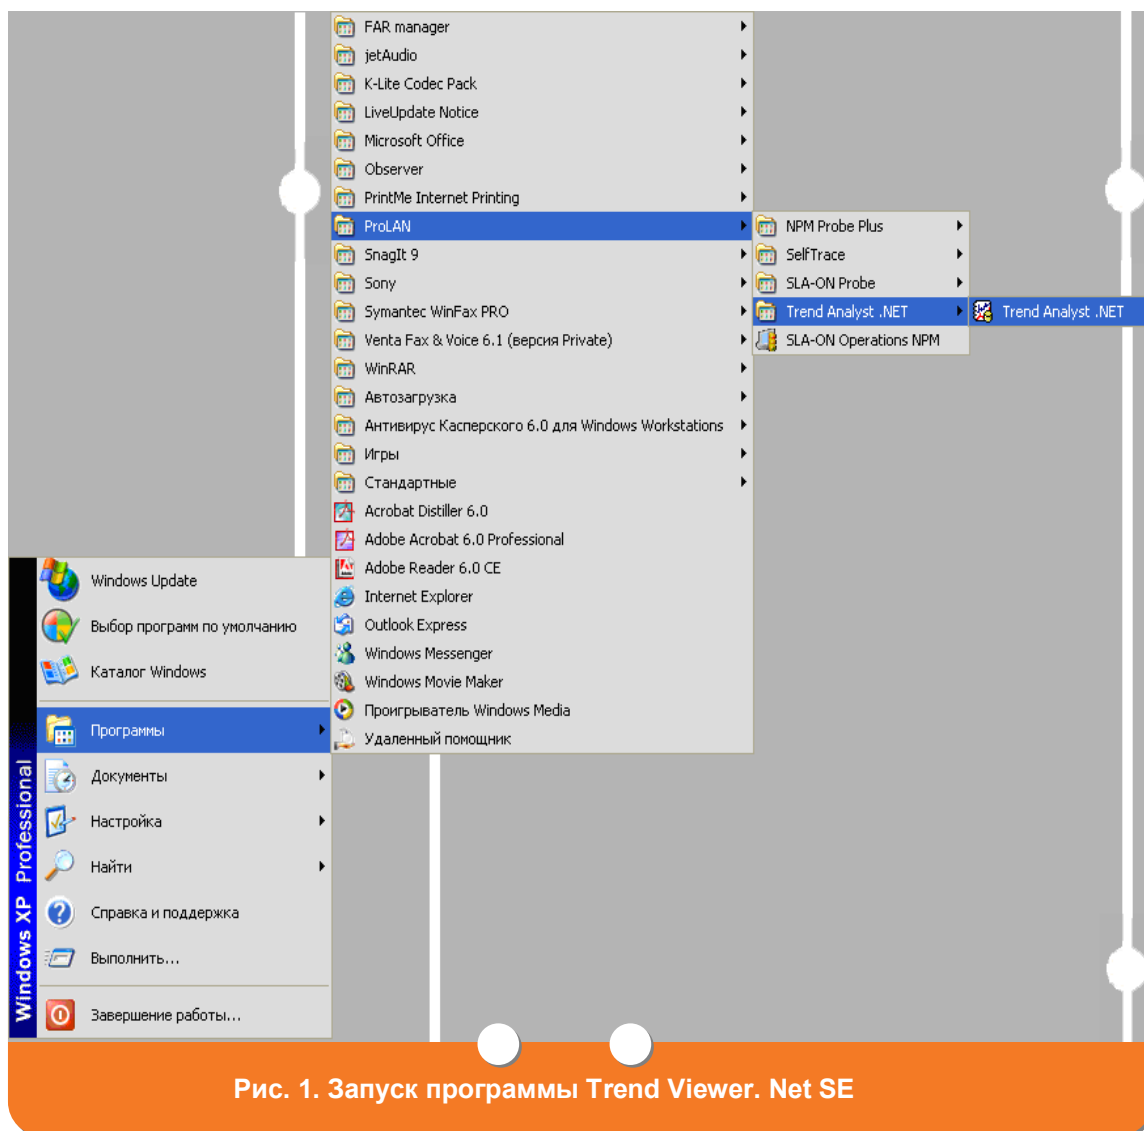 FAR manager
jetAudio
K-Lite Codec Pack
LiveUpdate Notice
Microsoft Office
Observer
PrintMe Internet Printing
ProLAN
SnagIt 9
Sony
Symantec WinFax PRO
Venta Fax & Voice 6.1 (версия Private)
WinRAR
Автозагрузка
Антивирус Касперского 6.0 для Windows Workstations
Игры
Стандартные
Acrobat Distiller 6.0
Adobe Acrobat 6.0 Professional
Adobe Reader 6.0 CE
Internet Explorer
Outlook Express
Windows Messenger
Windows Movie Maker
Проигрыватель Windows Media
Удаленный помощник
NPM Probe Plus
SelfTrace
SLA-ON Probe
Trend Analyst .NET
SLA-ON Operations NPM
Trend Analyst .NET
Windows Update
Выбор программ по умолчанию
Каталог Windows
Программы
Документы
Настройка
Найти
Справка и поддержка
Выполнить...
Завершение работы...
Windows XP Professional
Рис. 1. Запуск программы Trend Viewer. Net SE